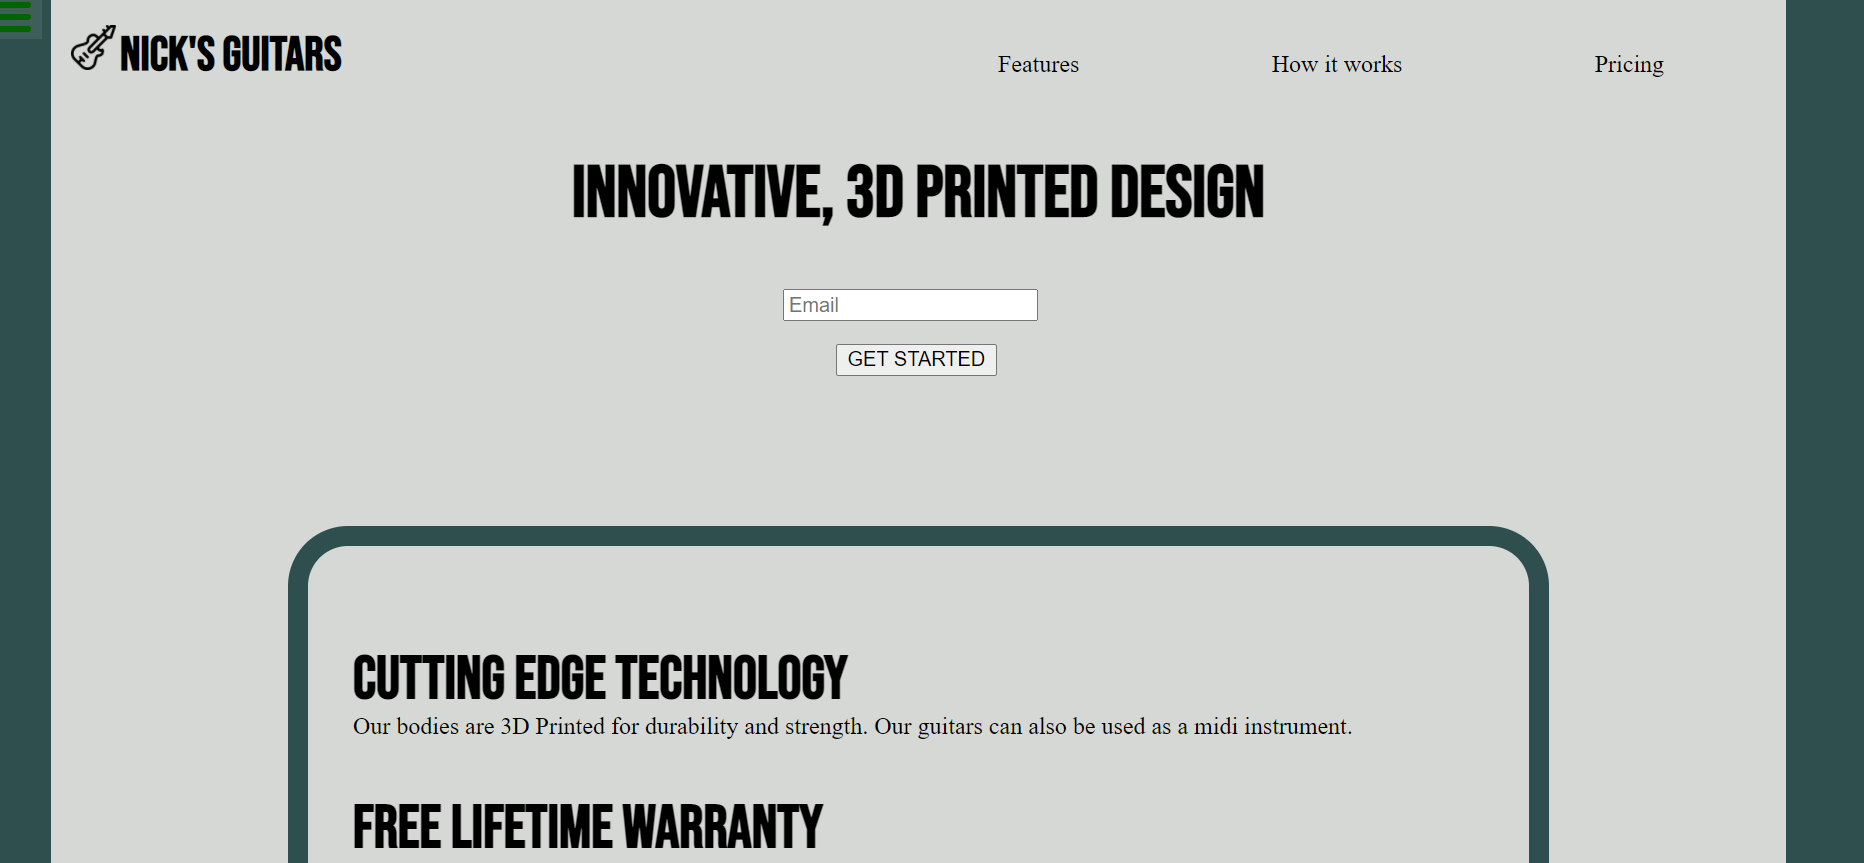 NICK'S GUITARS
Features
How it works
Pricing
INNOVATIVE, 3D PRINTED DESIGN
Email
GET STARTED
CUTTING EDGE TECHNOLOGY
Our bodies are 3D Printed for durability and strength. Our guitars can also be used as a midi instrument.
FREE LIFETIME WARRANTY